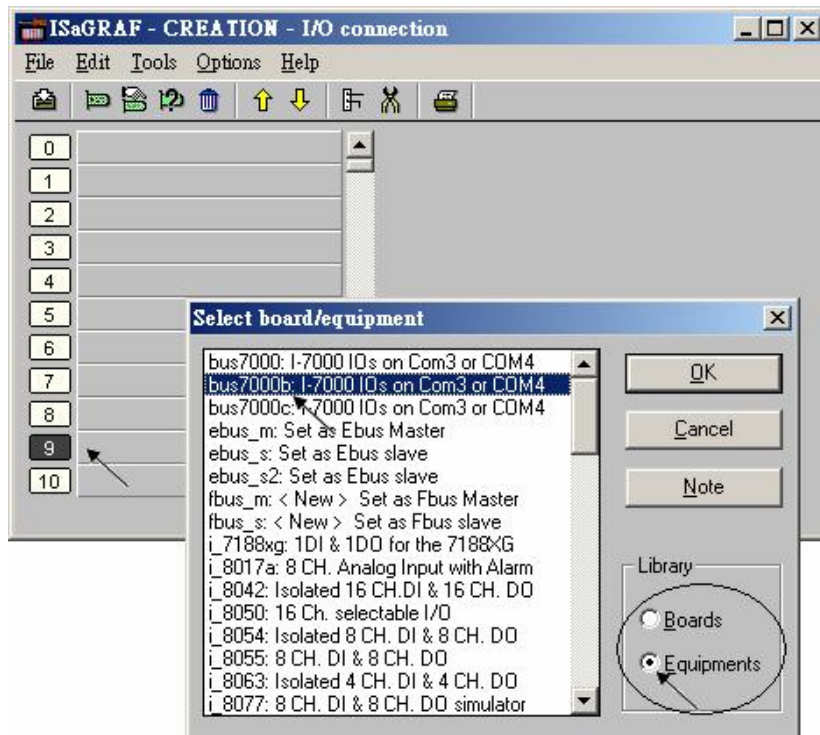 ISaGRAF - CREATION - I/O connection
File Edit Tools Options Help
0
1
2
3
4
5
6
7
8
9
10
Select board/equipment
bus7000: I-7000 IOs on Com3 or COM4
bus7000b: I-7000 IOs on Com3 or COM4
bus7000c: I-7000 IOs on Com3 or COM4
ebus_m: Set as Ebus Master
ebus_s: Set as Ebus slave
ebus_s2: Set as Ebus slave
fbus_m: < New > Set as Fbus Master
fbus_s: < New > Set as Fbus slave
i_7188xg: 1DI & 1DO for the 7188XG
i_8017a: 8 CH. Analog Input with Alarm
i_8042: Isolated 16 CH.DI & 16 CH. DO
i_8050: 16 Ch. selectable I/O
i_8054: Isolated 8 CH. DI & 8 CH. DO
i_8055: 8 CH. DI & 8 CH. DO
i_8063: Isolated 4 CH. DI & 4 CH. DO
i_8077: 8 CH. DI & 8 CH. DO simulator
OK
Cancel
Note
Library
Boards
Equipments